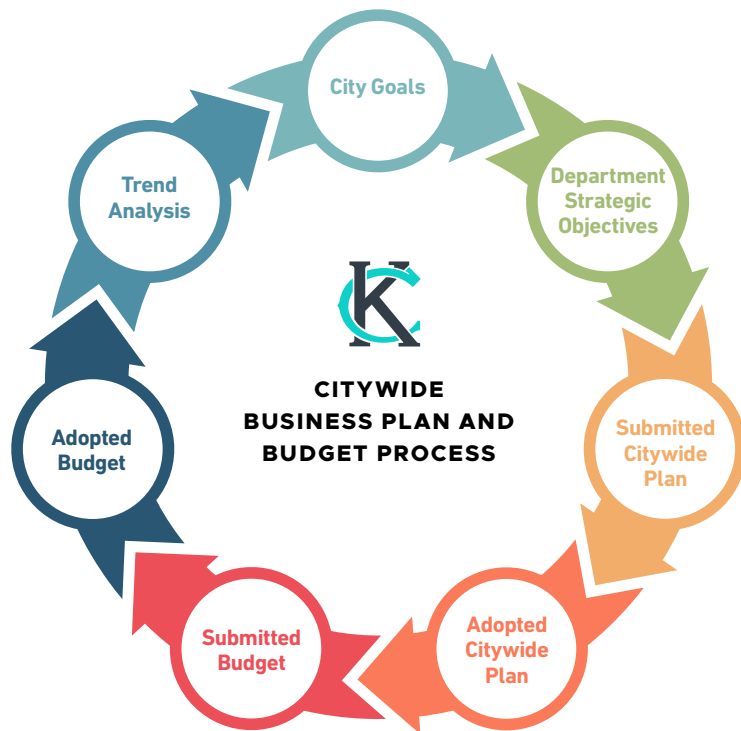 City Goals
Department
Strategic
Objectives
Submitted
Citywide
Plan
Adopted
Citywide
Plan
Submitted
Budget
Adopted
Budget
Trend
Analysis
KC
CITYWIDE
BUSINESS PLAN AND
BUDGET PROCESS